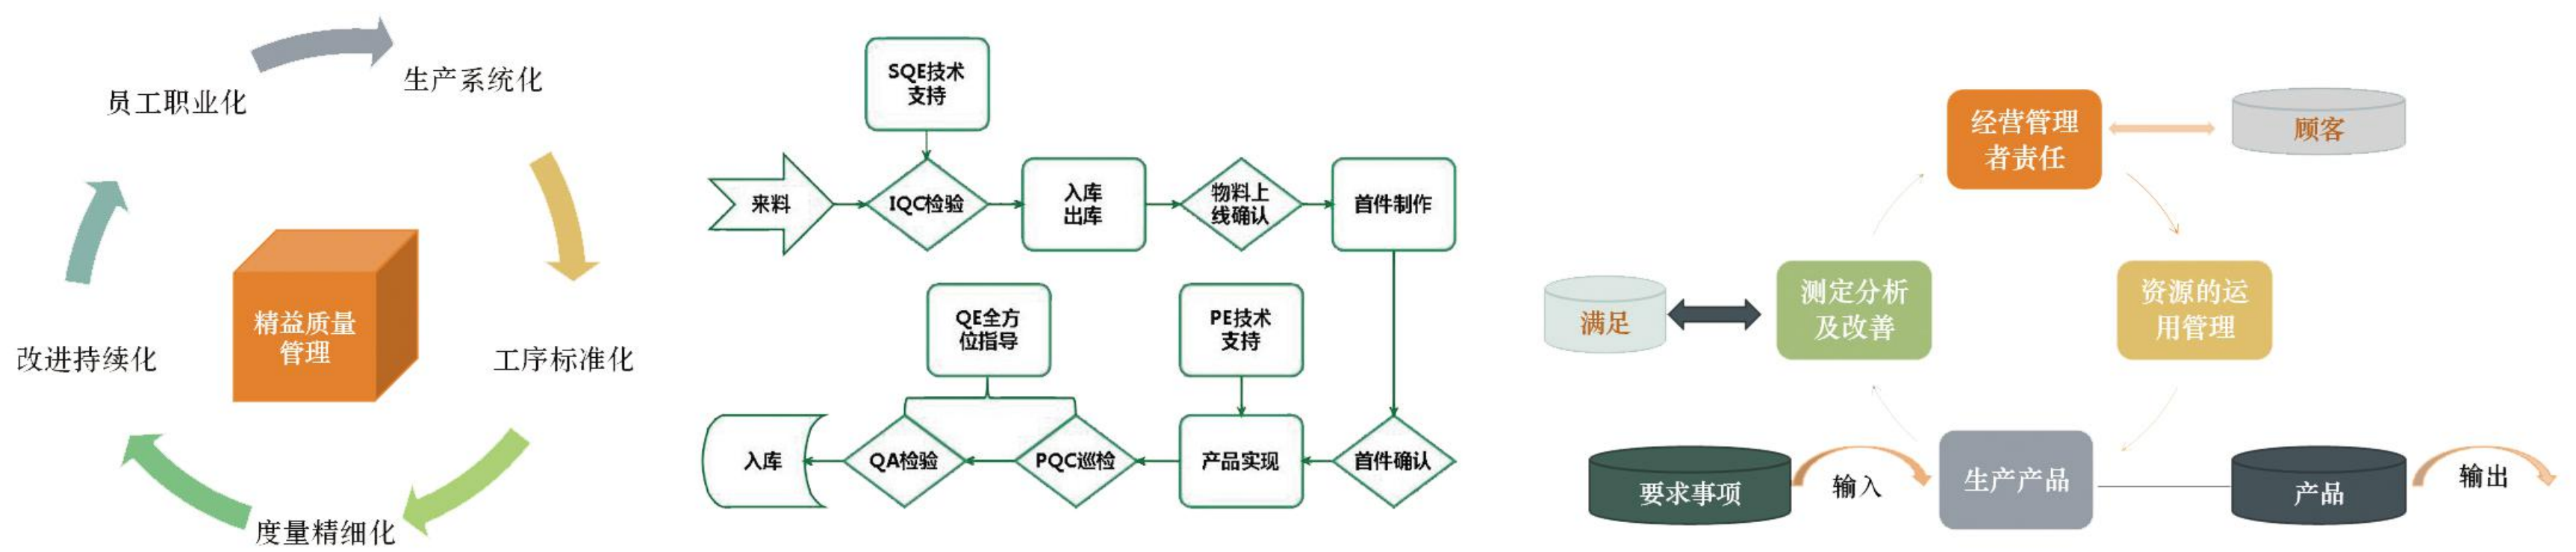 员工职业化
生产系统化
精益质量
管理
改进持续化
工序标准化
度量精细化
SQE技术
支持
来料
IQC检验
入库
出库
物料上
线确认
首件制作
QE全方
位指导
PE技术
支持
入库
QA检验
PQC巡检
产品实现
首件确认
经营管理
者责任
顾客
满足
测定分析
及改善
资源的运
用管理
要求事项
输入
生产产品
产品
输出